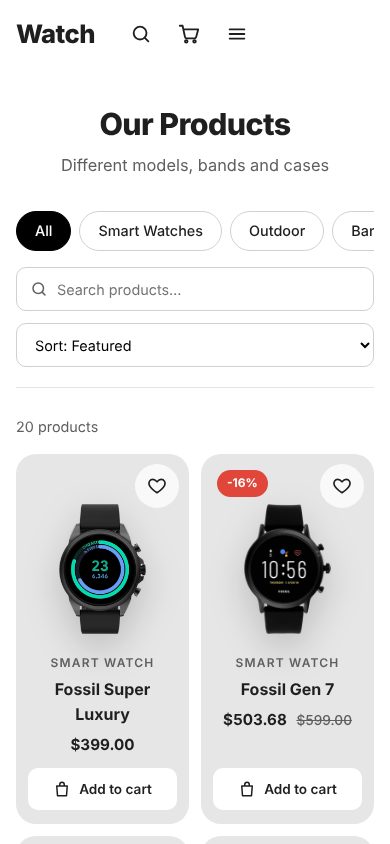 Watch
Our Products
Different models, bands and cases
All
Smart Watches
Outdoor
Search products...
Sort: Featured
20 products
-16%
23
6,346
10:56
FOSSIL
SMART WATCH
Fossil Super
Luxury
$399.00
Add to cart
SMART WATCH
Fossil Gen 7
$503.68 $599.00
Add to cart